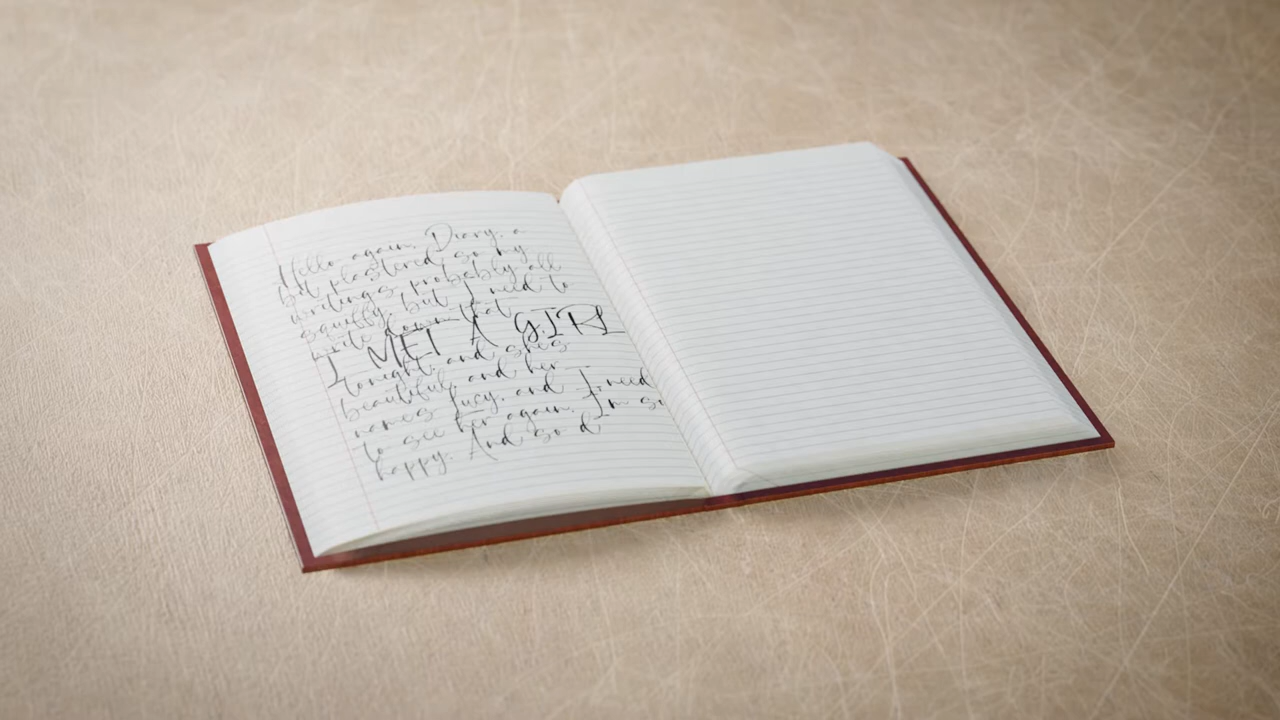 Hello again, Diary, a
bit plastered, so my
writing's probably all
squiffy, but I need to
write down that
I MET A GIRL
tonight, and she's
beautiful, and her
name's Lucy, and I need
to see her again. I'm so
happy. And so d